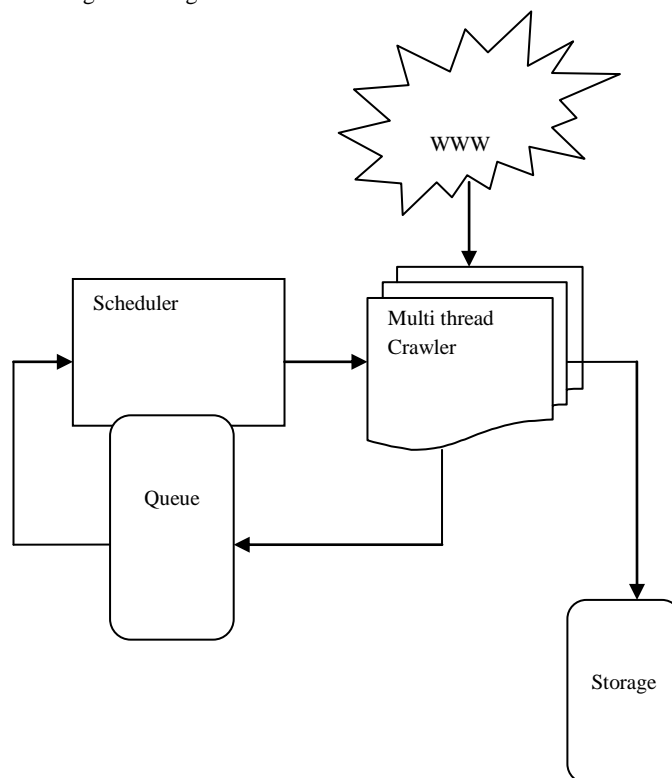 WWW
Scheduler
Multi thread
Crawler
Queue
Storage